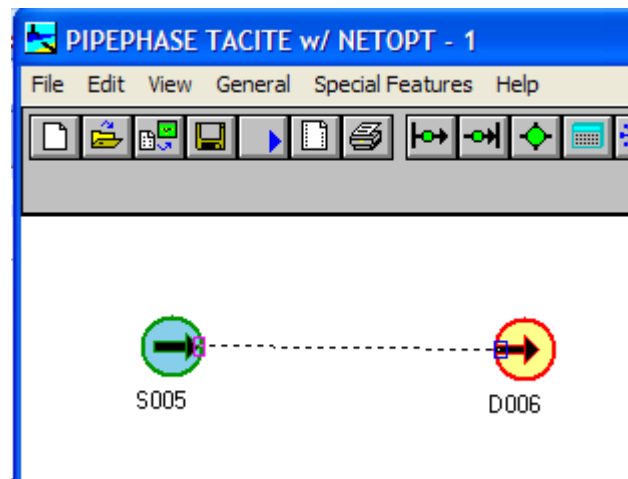 PIPEPHASE TACITE w/ NETOPT - 1
File Edit View General Special Features Help
S005 D006